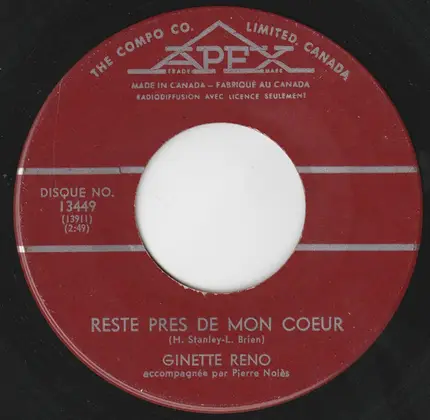 THE COMPO CO. LIMITED, CANADA
APEX
TRADE MARK
MADE IN CANADA — FABRIQUÉ AU CANADA
RADIODIFFUSION AVEC LICENCE SEULEMENT
DISQUE NO.
13449
(13911)
(2:49)
RESTE PRES DE MON COEUR
(M. Stanley-L. Brien)
GINETTE RENO
accompagnée par Pierre Nolès